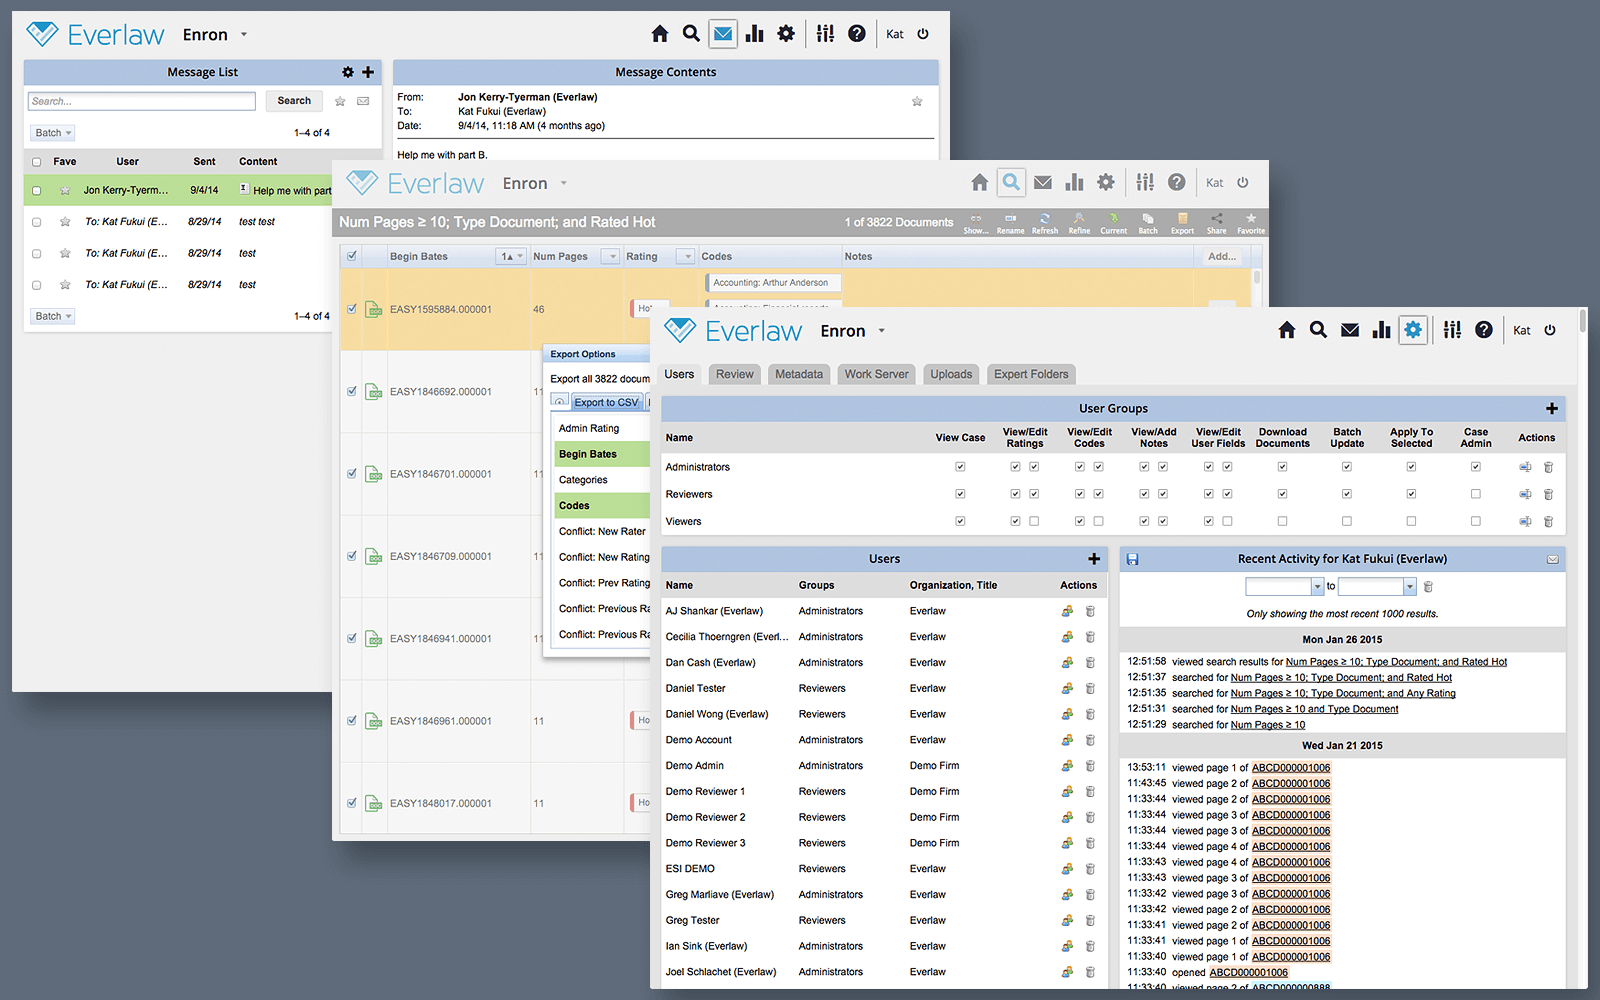 Everlaw Enron Kat
Message List
Search... Search
Batch 1–4 of 4
Fave User Sent Content
Jon Kerry-Tyerm... 9/4/14 Help me with part
To: Kat Fukui (E... 8/29/14 test test
To: Kat Fukui (E... 8/29/14 test
To: Kat Fukui (E... 8/29/14 test
Batch 1–4 of 4
Message Contents
From: Jon Kerry-Tyerman (Everlaw)
To: Kat Fukui (Everlaw)
Date: 9/4/14, 11:18 AM (4 months ago)
Help me with part B.
Everlaw Enron Kat
Num Pages ≥ 10; Type Document; and Rated Hot 1 of 3822 Documents Show... Rename Refresh Refine Current Batch Export Share Favorite
Begin Bates 1 Num Pages Rating Codes Notes Add...
Accounting: Arthur Anderson
EASY1595884.000001 46
EASY1846692.000001 11
EASY1846701.000001 11
EASY1846709.000001 11
EASY1846941.000001 11
EASY1846961.000001 11
EASY1848017.000001 11
Export Options
Export all 3822 docum
Export to CSV
Admin Rating
Begin Bates
Categories
Codes
Conflict: New Rater
Conflict: New Rating
Conflict: Prev Rating
Conflict: Previous Ra
Conflict: Previous Ra
Everlaw Enron Kat
Users Review Metadata Work Server Uploads Expert Folders
User Groups
Name View Case View/Edit Ratings View/Edit Codes View/Add Notes View/Edit User Fields Download Documents Batch Update Apply To Selected Case Admin Actions
Administrators
Reviewers
Viewers
Users
Name Groups Organization, Title Actions
AJ Shankar (Everlaw) Administrators Everlaw
Cecilia Thoerngren (Everl... Administrators Everlaw
Dan Cash (Everlaw) Administrators Everlaw
Daniel Tester Reviewers Everlaw
Daniel Wong (Everlaw) Reviewers Everlaw
Demo Account Administrators Everlaw
Demo Admin Administrators Demo Firm
Demo Reviewer 1 Reviewers Demo Firm
Demo Reviewer 2 Reviewers Demo Firm
Demo Reviewer 3 Reviewers Demo Firm
ESI DEMO Reviewers Everlaw
Greg Marliave (Everlaw) Administrators Everlaw
Greg Tester Reviewers Everlaw
Ian Sink (Everlaw) Administrators Everlaw
Joel Schlachet (Everlaw) Administrators Everlaw
Recent Activity for Kat Fukui (Everlaw)
to
Only showing the most recent 1000 results.
Mon Jan 26 2015
12:51:58 viewed search results for Num Pages ≥ 10; Type Document; and Rated Hot
12:51:37 searched for Num Pages ≥ 10; Type Document; and Rated Hot
12:51:35 searched for Num Pages ≥ 10; Type Document; and Any Rating
12:51:31 searched for Num Pages ≥ 10 and Type Document
12:51:29 searched for Num Pages ≥ 10
Wed Jan 21 2015
13:53:11 viewed page 1 of ABCD000001006
11:43:45 viewed page 2 of ABCD000001006
11:33:44 viewed page 2 of ABCD000001006
11:33:44 viewed page 3 of ABCD000001006
11:33:44 viewed page 3 of ABCD000001006
11:33:44 viewed page 4 of ABCD000001006
11:33:43 viewed page 4 of ABCD000001006
11:33:43 viewed page 3 of ABCD000001006
11:33:42 viewed page 3 of ABCD000001006
11:33:42 viewed page 2 of ABCD000001006
11:33:41 viewed page 2 of ABCD000001006
11:33:41 viewed page 1 of ABCD000001006
11:33:40 viewed page 1 of ABCD000001006
11:33:40 opened ABCD000001006
11:33:40 viewed page 2 of ABCD000000888